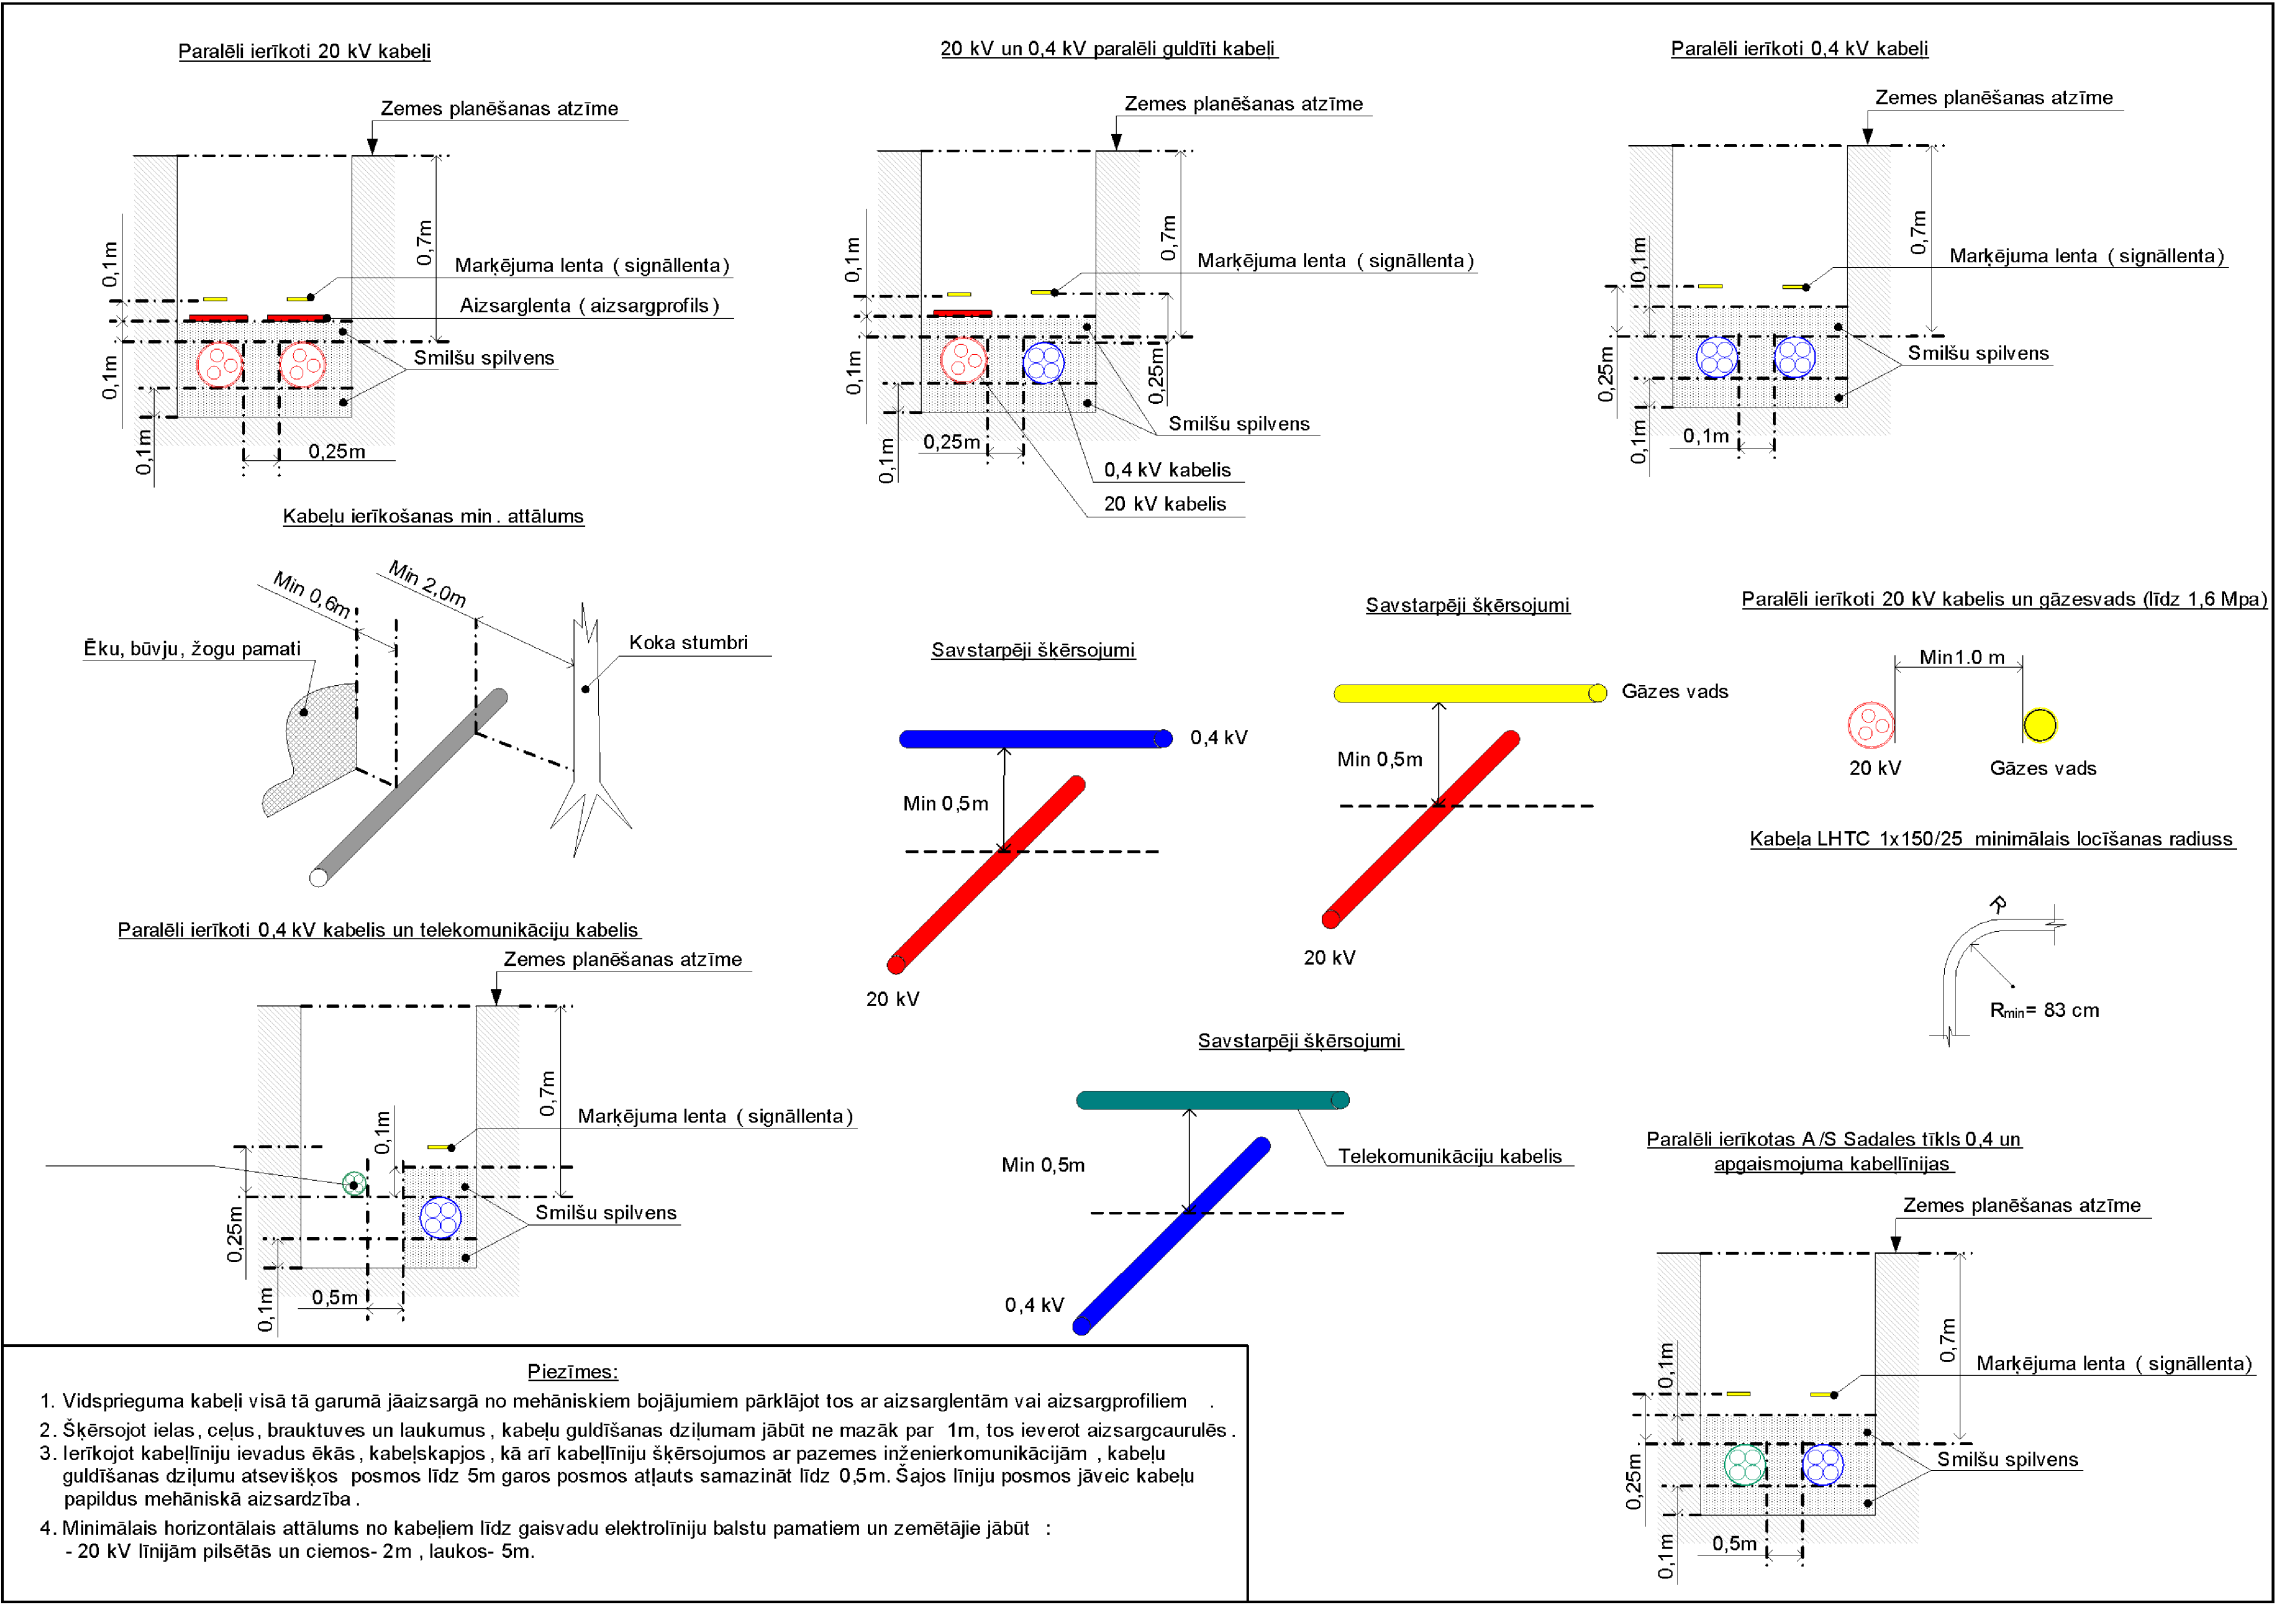 Paralēli ierīkoti 20 kV kabeļi
Zemes planēšanas atzīme
0,7m
0,1m
Marķējuma lenta ( signāllenta)
Aizsarglenta ( aizsargprofils)
Smilšu spilvens
0,1m
0,1m
0,25m
20 kV un 0,4 kV paralēli guldīti kabeļi
Zemes planēšanas atzīme
0,7m
0,1m
Marķējuma lenta ( signāllenta)
0,1m
0,25m
Smilšu spilvens
0,25m
0,1m
0,4 kV kabelis
20 kV kabelis
Paralēli ierīkoti 0,4 kV kabeļi
Zemes planēšanas atzīme
0,7m
0,1m
Marķējuma lenta ( signāllenta)
Smilšu spilvens
0,25m
0,1m
0,1m
Kabeļu ierīkošanas min. attālums
Min 0,6m
Min 2,0m
Ēku, būvju, žogu pamati
Koka stumbri
Savstarpēji šķērsojumi
0,4 kV
Min 0,5m
20 kV
Savstarpēji šķērsojumi
Gāzes vads
Min 0,5m
20 kV
Paralēli ierīkoti 20 kV kabelis un gāzesvads (līdz 1,6 Mpa)
Min1.0 m
20 kV
Gāzes vads
Kabeļa LHTC 1x150/25 minimālais locīšanas radiuss
R
Rmin= 83 cm
Paralēli ierīkoti 0,4 kV kabelis un telekomunikāciju kabelis
Zemes planēšanas atzīme
0,7m
0,1m
Marķējuma lenta ( signāllenta)
Smilšu spilvens
0,25m
0,1m
0,5m
Savstarpēji šķērsojumi
Min 0,5m
Telekomunikāciju kabelis
0,4 kV
Paralēli ierīkotas A/S Sadales tīkls 0,4 un
apgaismojuma kabeļlīnijas
Zemes planēšanas atzīme
0,7m
0,1m
Marķējuma lenta ( signāllenta)
Smilšu spilvens
0,25m
0,1m
0,5m
Piezīmes:
1. Vidsprieguma kabeļi visā tā garumā jāaizsargā no mehāniskiem bojājumiem pārklājot tos ar aizsarglentām vai aizsargprofiliem .
2. Šķērsojot ielas, ceļus, brauktuves un laukumus, kabeļu guldīšanas dziļumam jābūt ne mazāk par 1m, tos ieverot aizsargcaurulēs.
3. Ierīkojot kabeļlīniju ievadus ēkās, kabeļskapjos, kā arī kabeļlīniju šķērsojumos ar pazemes inženierkomunikācijām , kabeļu
guldīšanas dziļumu atsevišķos posmos līdz 5m garos posmos atļauts samazināt līdz 0,5m. Šajos līniju posmos jāveic kabeļu
papildus mehāniskā aizsardzība.
4. Minimālais horizontālais attālums no kabeļiem līdz gaisvadu elektrolīniju balstu pamatiem un zemētājie jābūt :
- 20 kV līnijām pilsētās un ciemos- 2m , laukos- 5m.